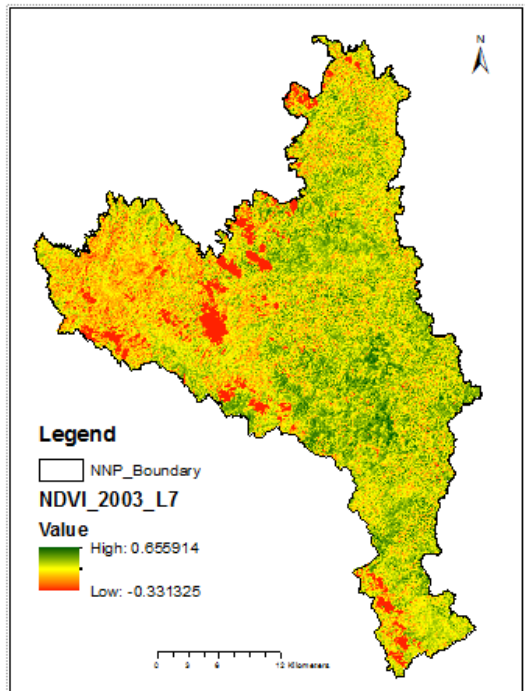 N
Legend
NNP_Boundary
NDVI_2003_L7
Value
High: 0.655914
Low: -0.331325
0 3 6 12 Kilometers